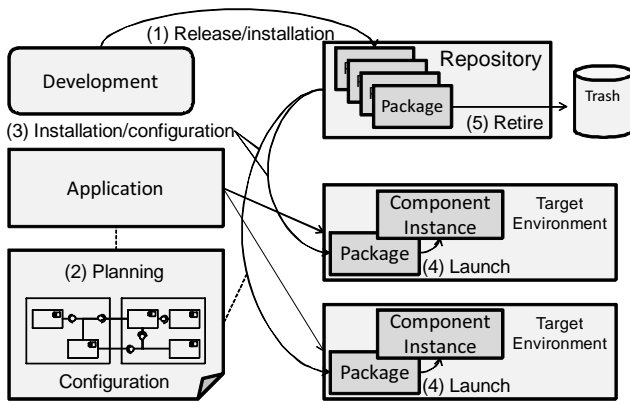 (1) Release/installation
Development
Repository
Package
Trash
(5) Retire
(3) Installation/configuration
Application
Component
Instance
Target
Environment
Package
(4) Launch
(2) Planning
Configuration
Component
Instance
Target
Environment
Package
(4) Launch